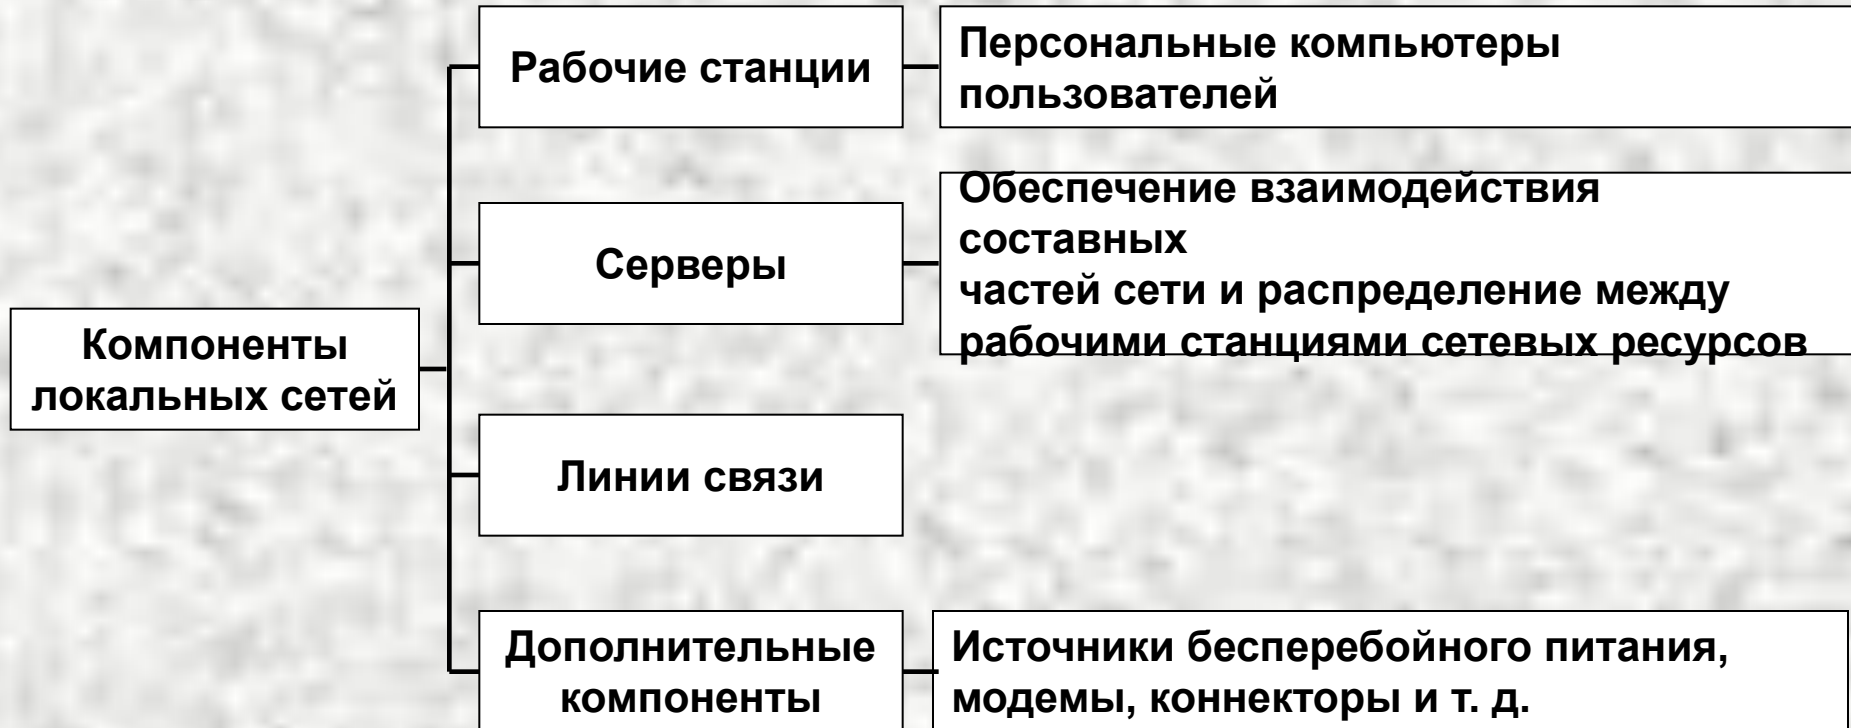 Компоненты
локальных сетей
Рабочие станции
Персональные компьютеры
пользователей
Серверы
Обеспечение взаимодействия
составных
частей сети и распределение между
рабочими станциями сетевых ресурсов
Линии связи
Дополнительные
компоненты
Источники бесперебойного питания,
модемы, коннекторы и т. д.